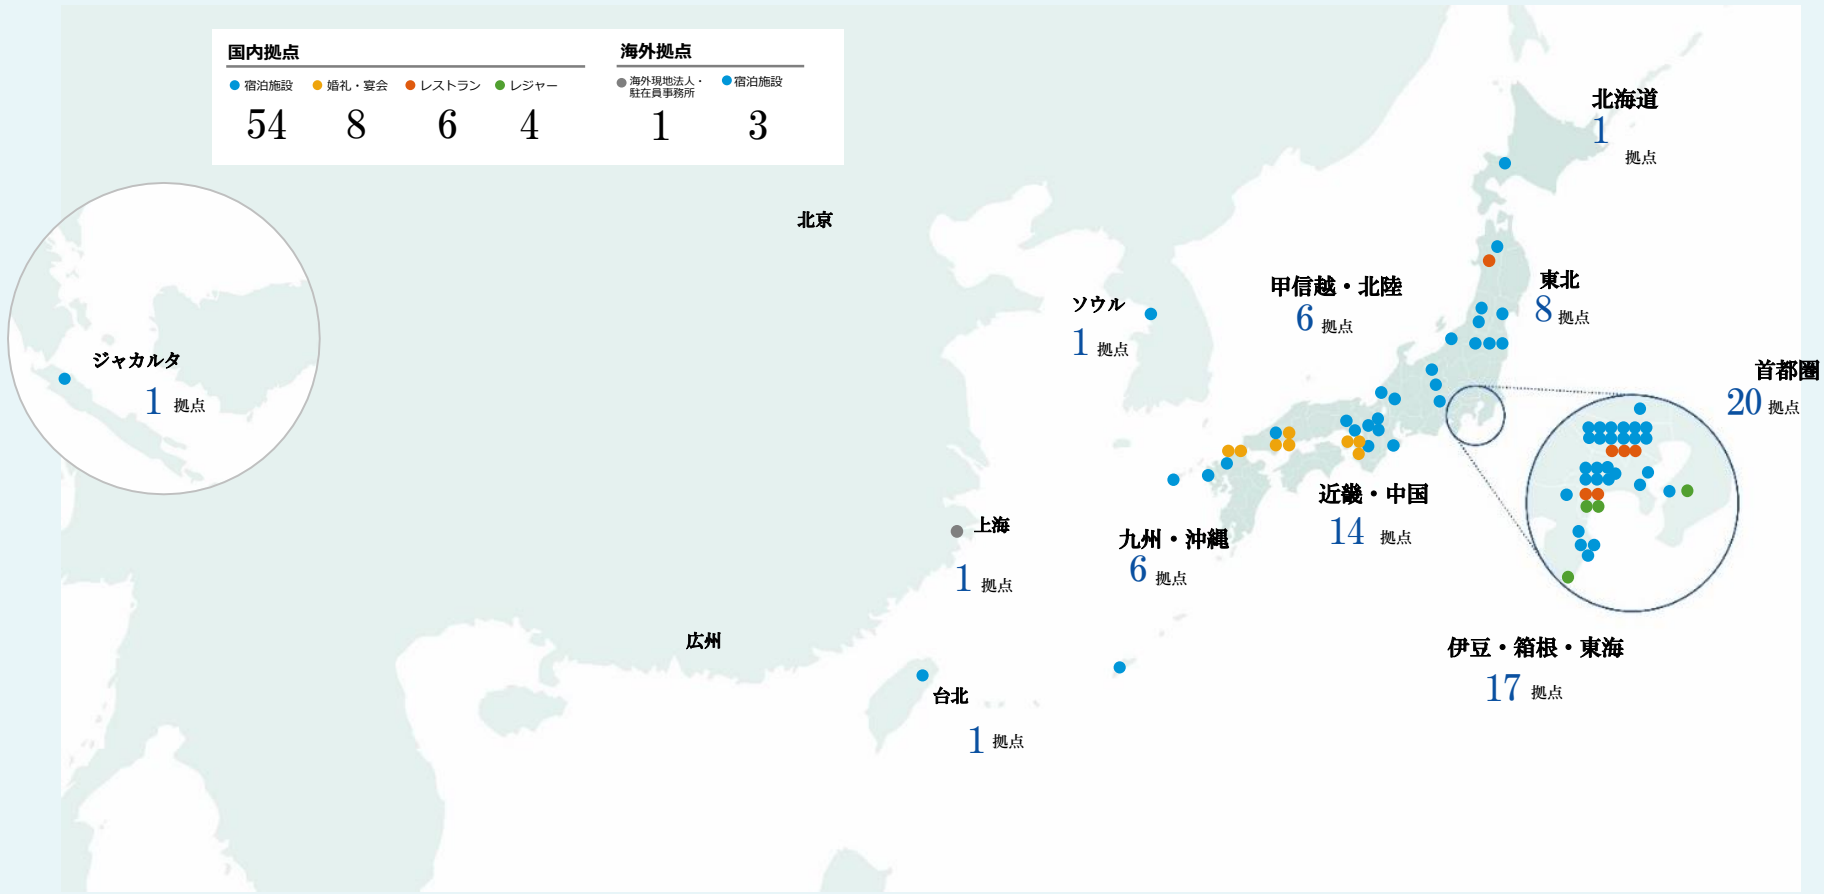 国内拠点
宿泊施設 婚礼・宴会 レストラン レジャー
54 8 6 4
海外拠点
海外現地法人・
駐在員事務所
宿泊施設
1 3
北海道
1
拠点
北京
東北
8 拠点
甲信越・北陸
6 拠点
ソウル
1 拠点
ジャカルタ
1 拠点
首都圏
20 拠点
近畿・中国
14 拠点
上海
1 拠点
九州・沖縄
6 拠点
広州
伊豆・箱根・東海
17 拠点
台北
1 拠点